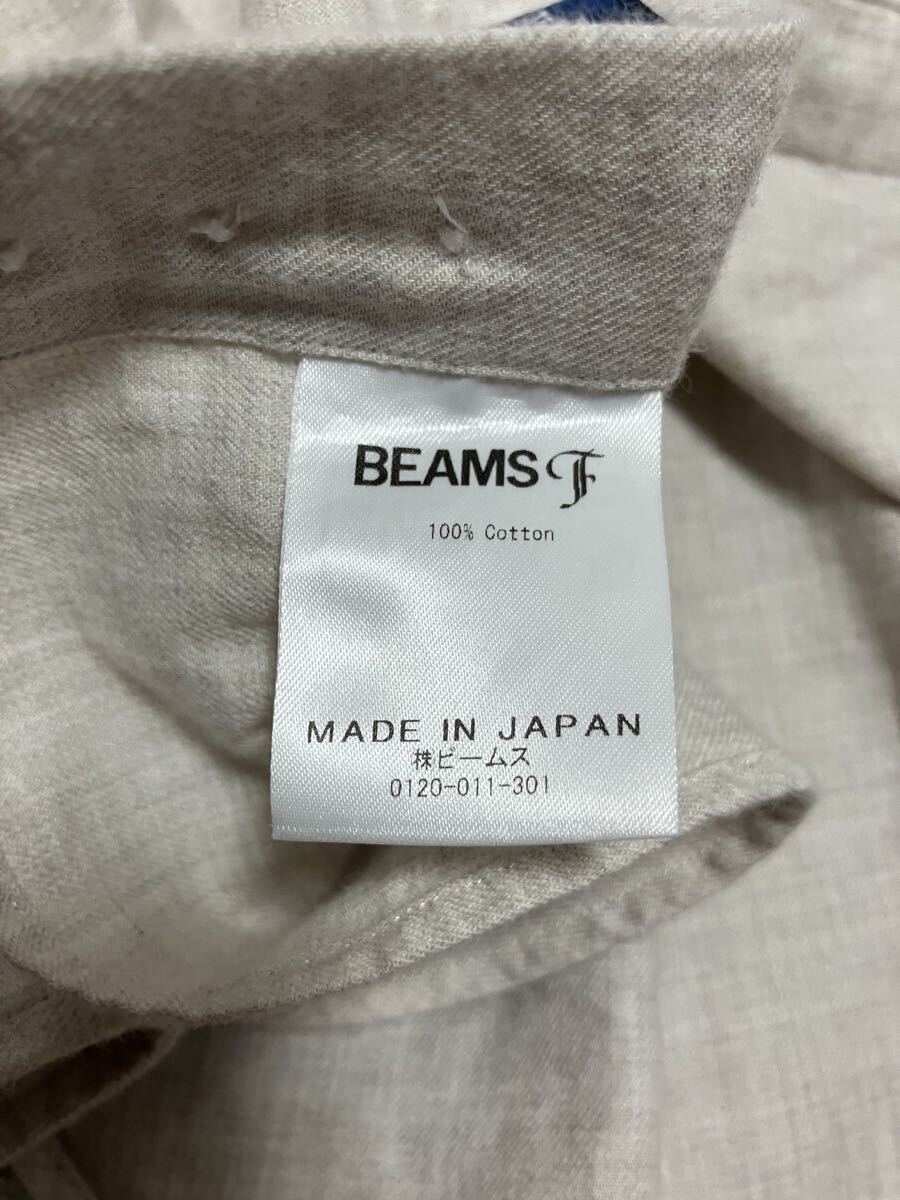 BEAMS F
100% Cotton
MADE IN JAPAN
株ビームス
0120-011-301